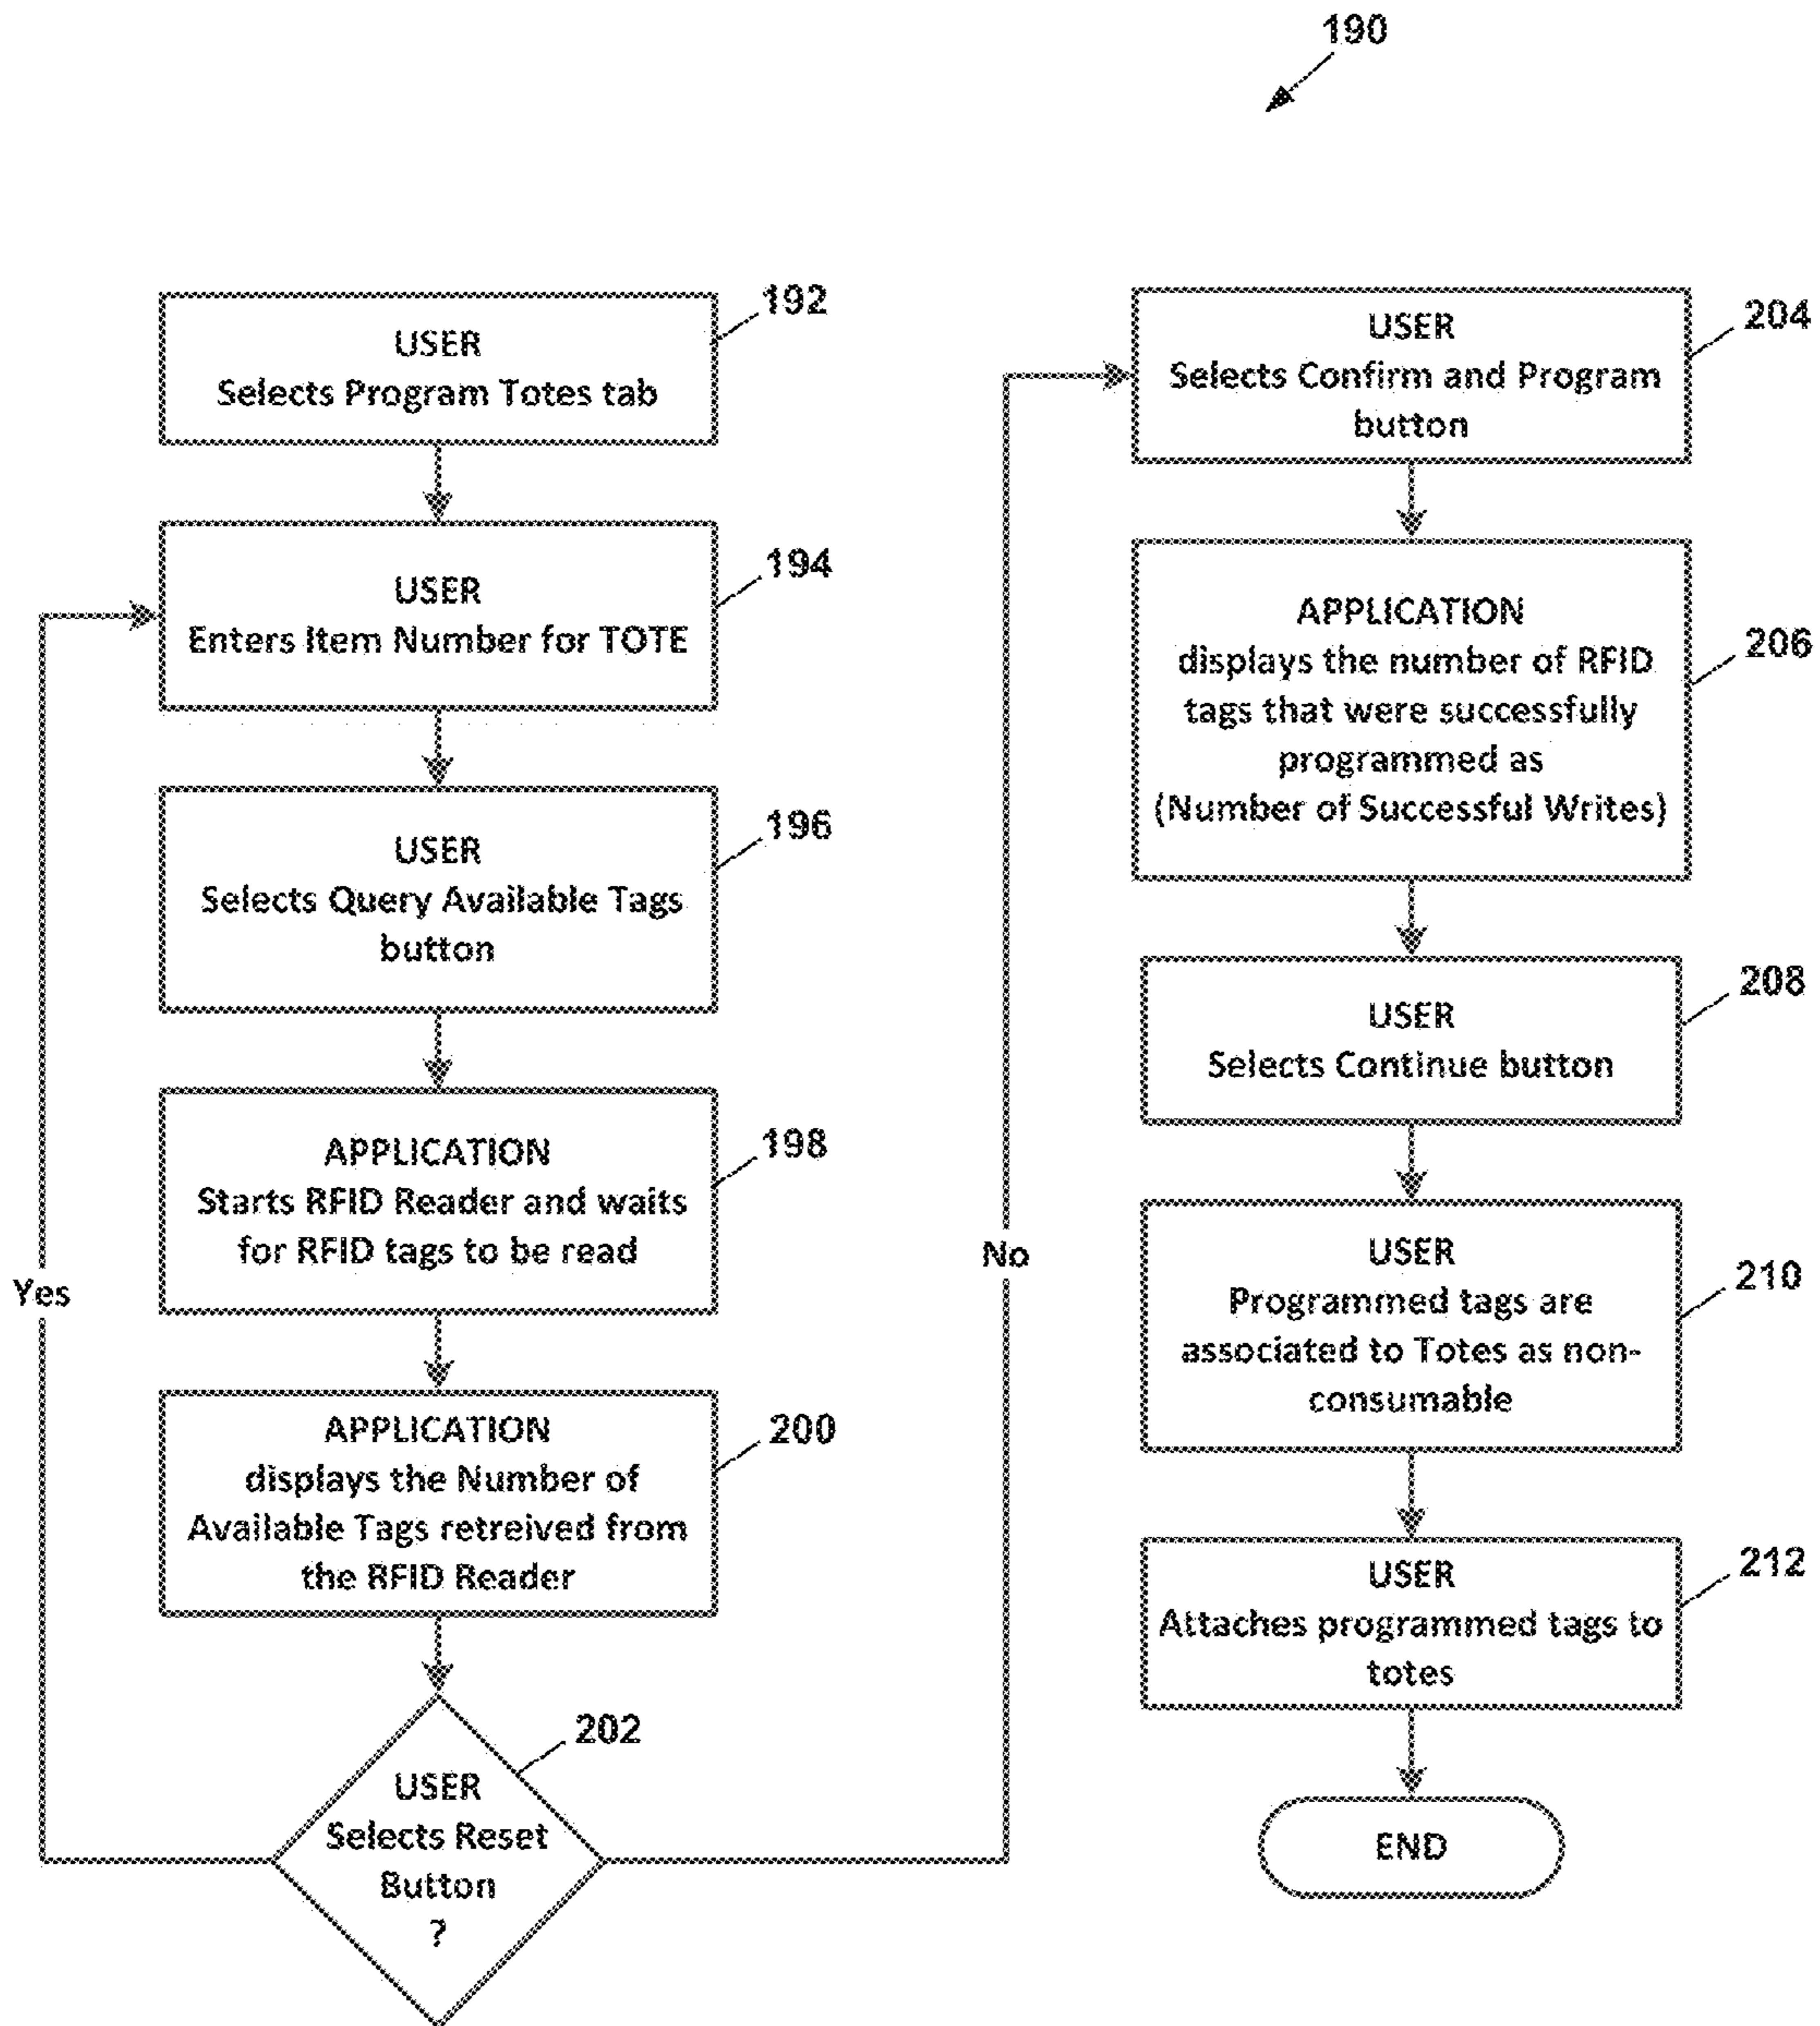 190
USER
Selects Program Totes tab
192
USER
Enters Item Number for TOTE
194
USER
Selects Query Available Tags
button
196
APPLICATION
Starts RFID Reader and waits
for RFID tags to be read
198
APPLICATION
displays the Number of
Available Tags retreived from
the RFID Reader
200
USER
Selects Reset
Button
?
202
Yes
No
USER
Selects Confirm and Program
button
204
APPLICATION
displays the number of RFID
tags that were successfully
programmed as
(Number of Successful Writes)
206
USER
Selects Continue button
208
USER
Programmed tags are
associated to Totes as non-
consumable
210
USER
Attaches programmed tags to
totes
212
END